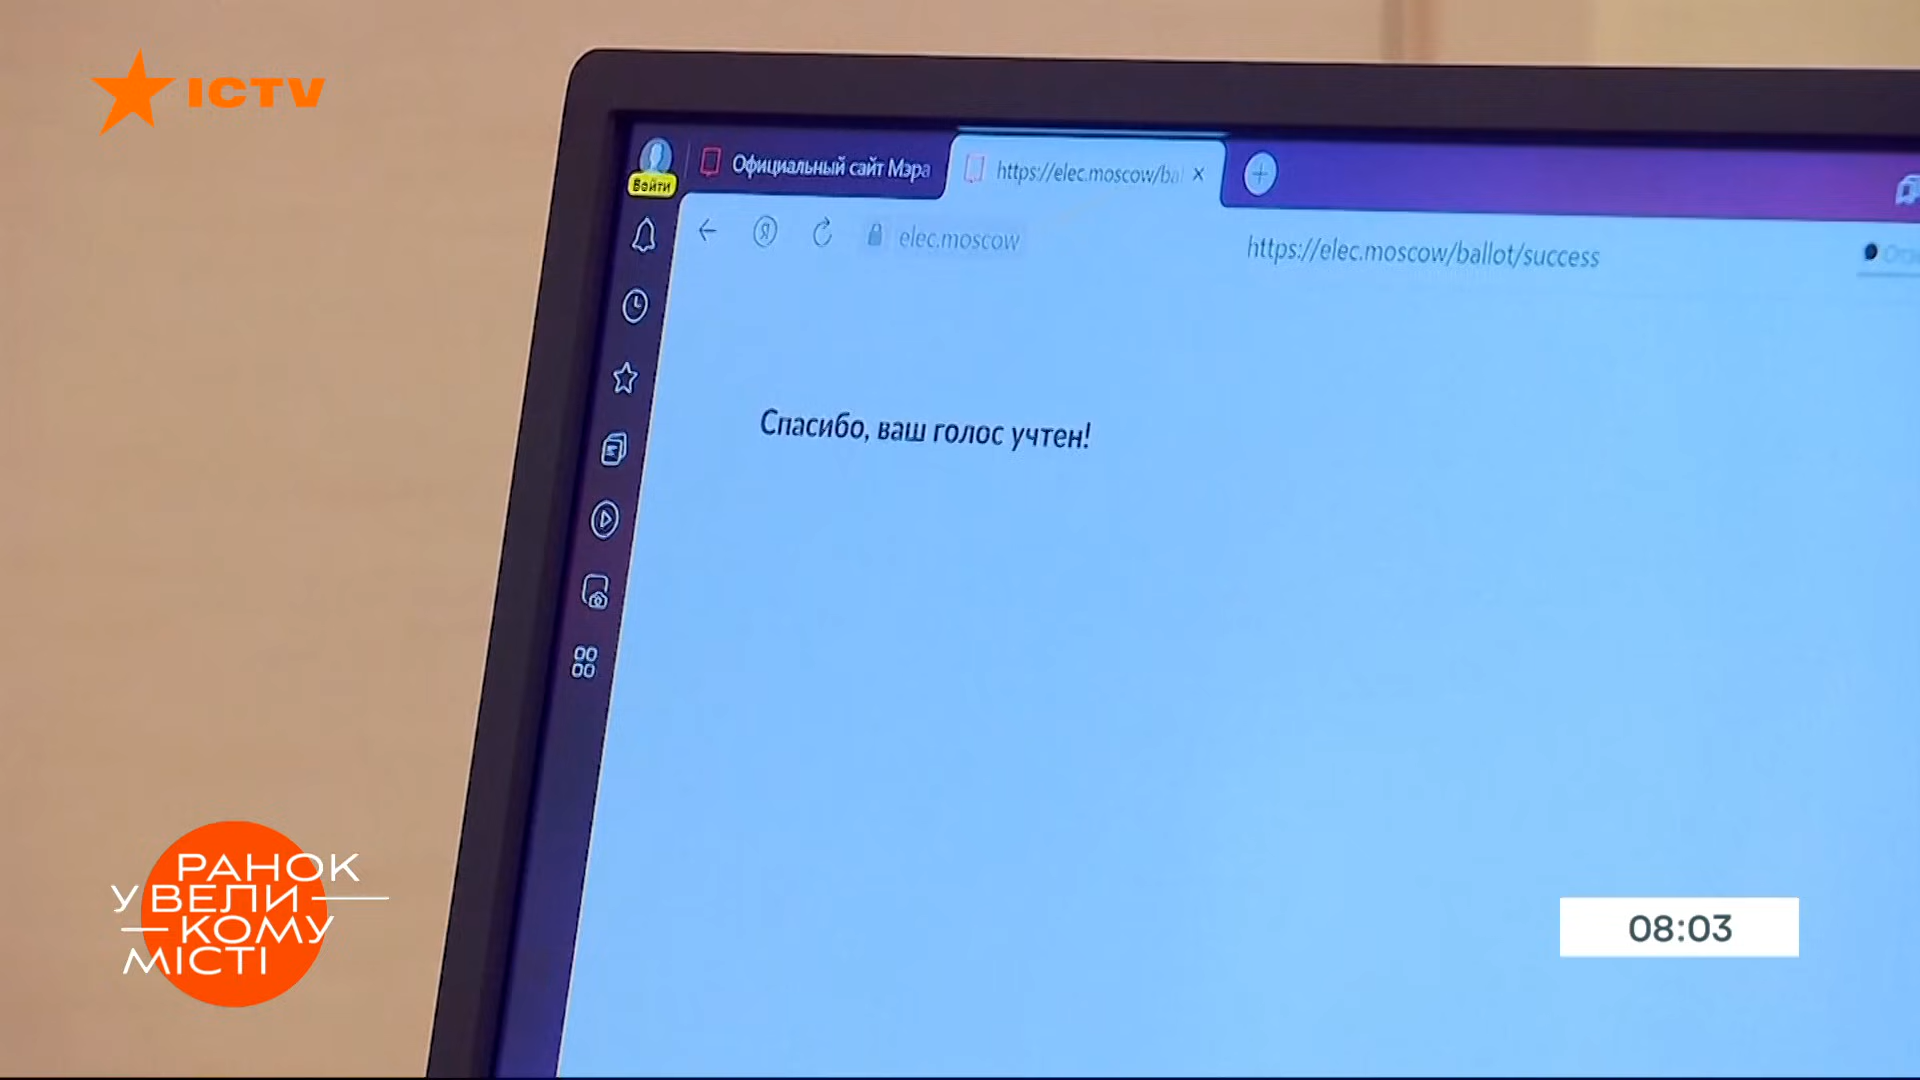 ICTV
Официальный сайт Мэра
https://elec.moscow/ba
Войти
elec.moscow
https://elec.moscow/ballot/success
Спасибо, ваш голос учтен!
РАНОК
У ВЕЛИ
КОМУ
МІСТІ
08:03